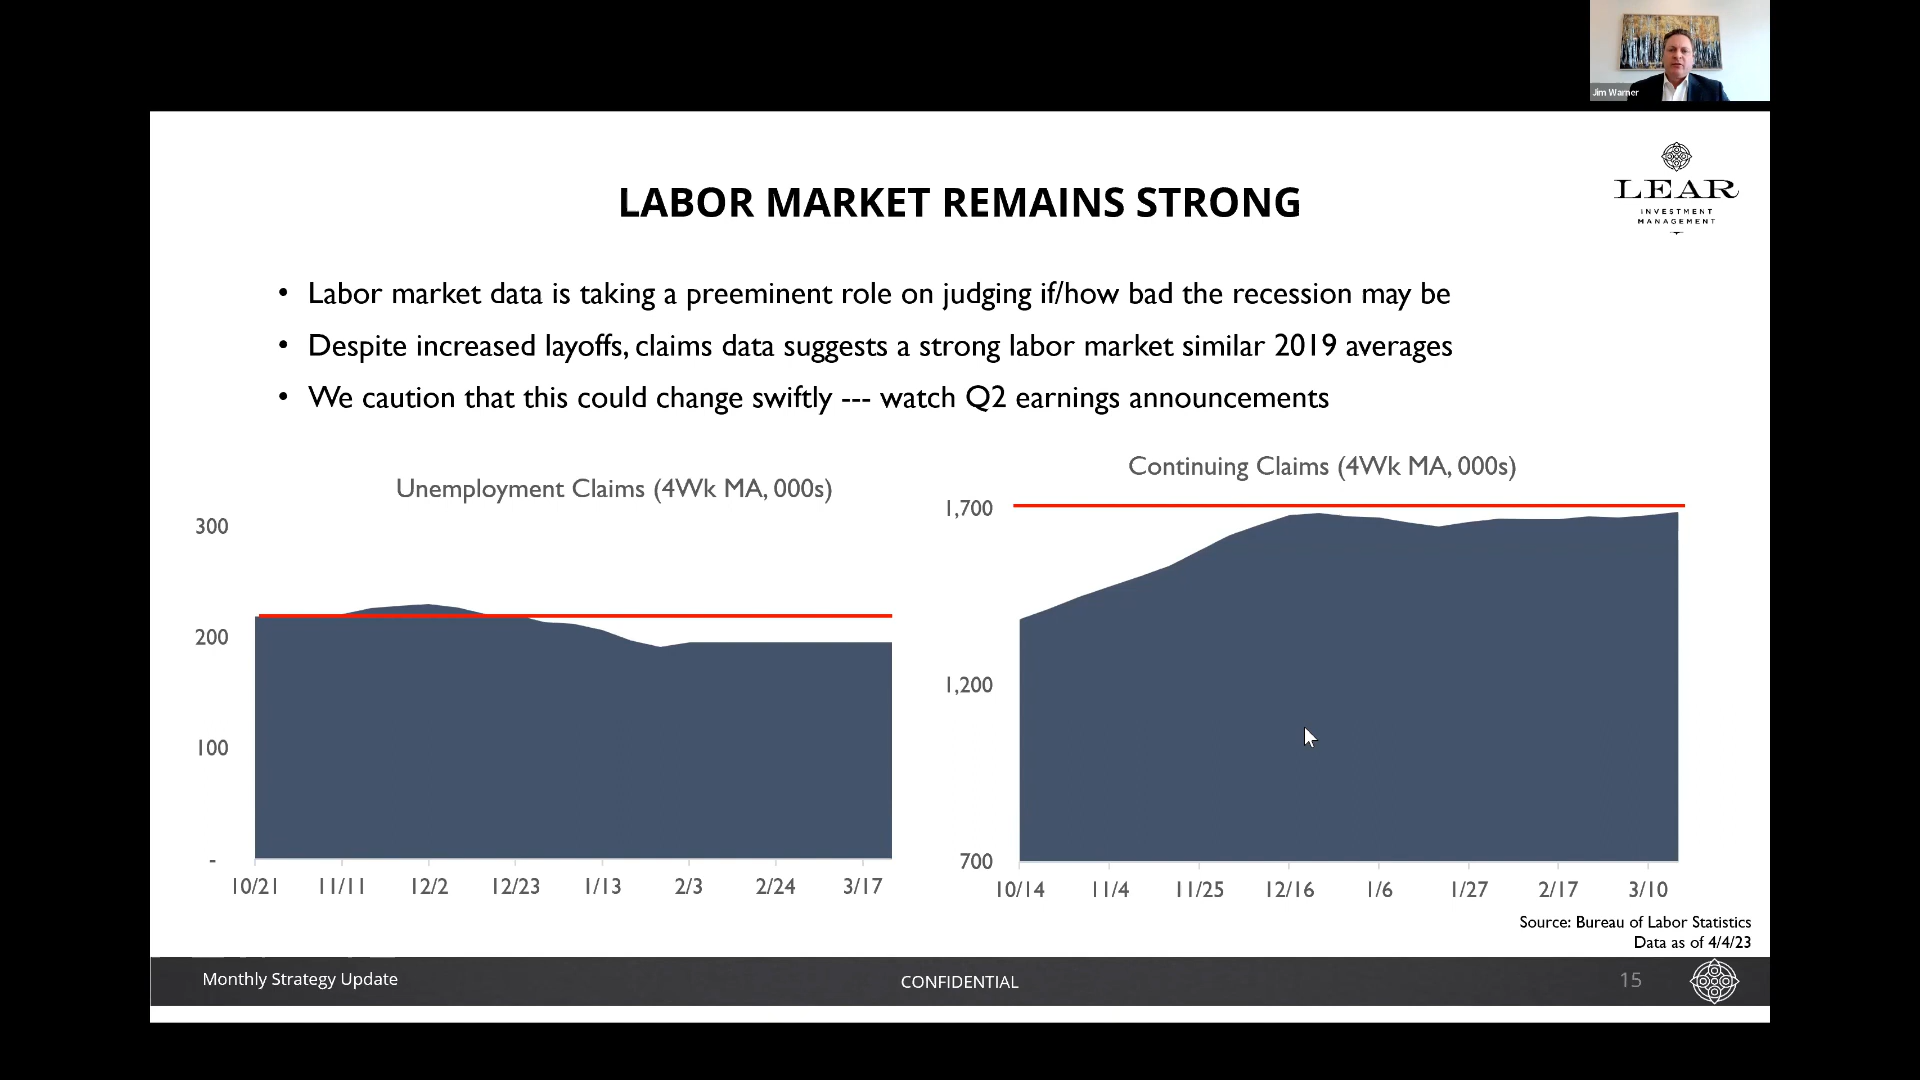 Jim Warner
LEAR
INVESTMENT
MANAGEMENT
LABOR MARKET REMAINS STRONG
• Labor market data is taking a preeminent role on judging if/how bad the recession may be
• Despite increased layoffs, claims data suggests a strong labor market similar 2019 averages
• We caution that this could change swiftly --- watch Q2 earnings announcements
Unemployment Claims (4Wk MA, 000s)
300
200
100
-
10/21 11/11 12/2 12/23 1/13 2/3 2/24 3/17
Continuing Claims (4Wk MA, 000s)
1,700
1,200
700
10/14 11/4 11/25 12/16 1/6 1/27 2/17 3/10
Source: Bureau of Labor Statistics
Data as of 4/4/23
Monthly Strategy Update
CONFIDENTIAL
15